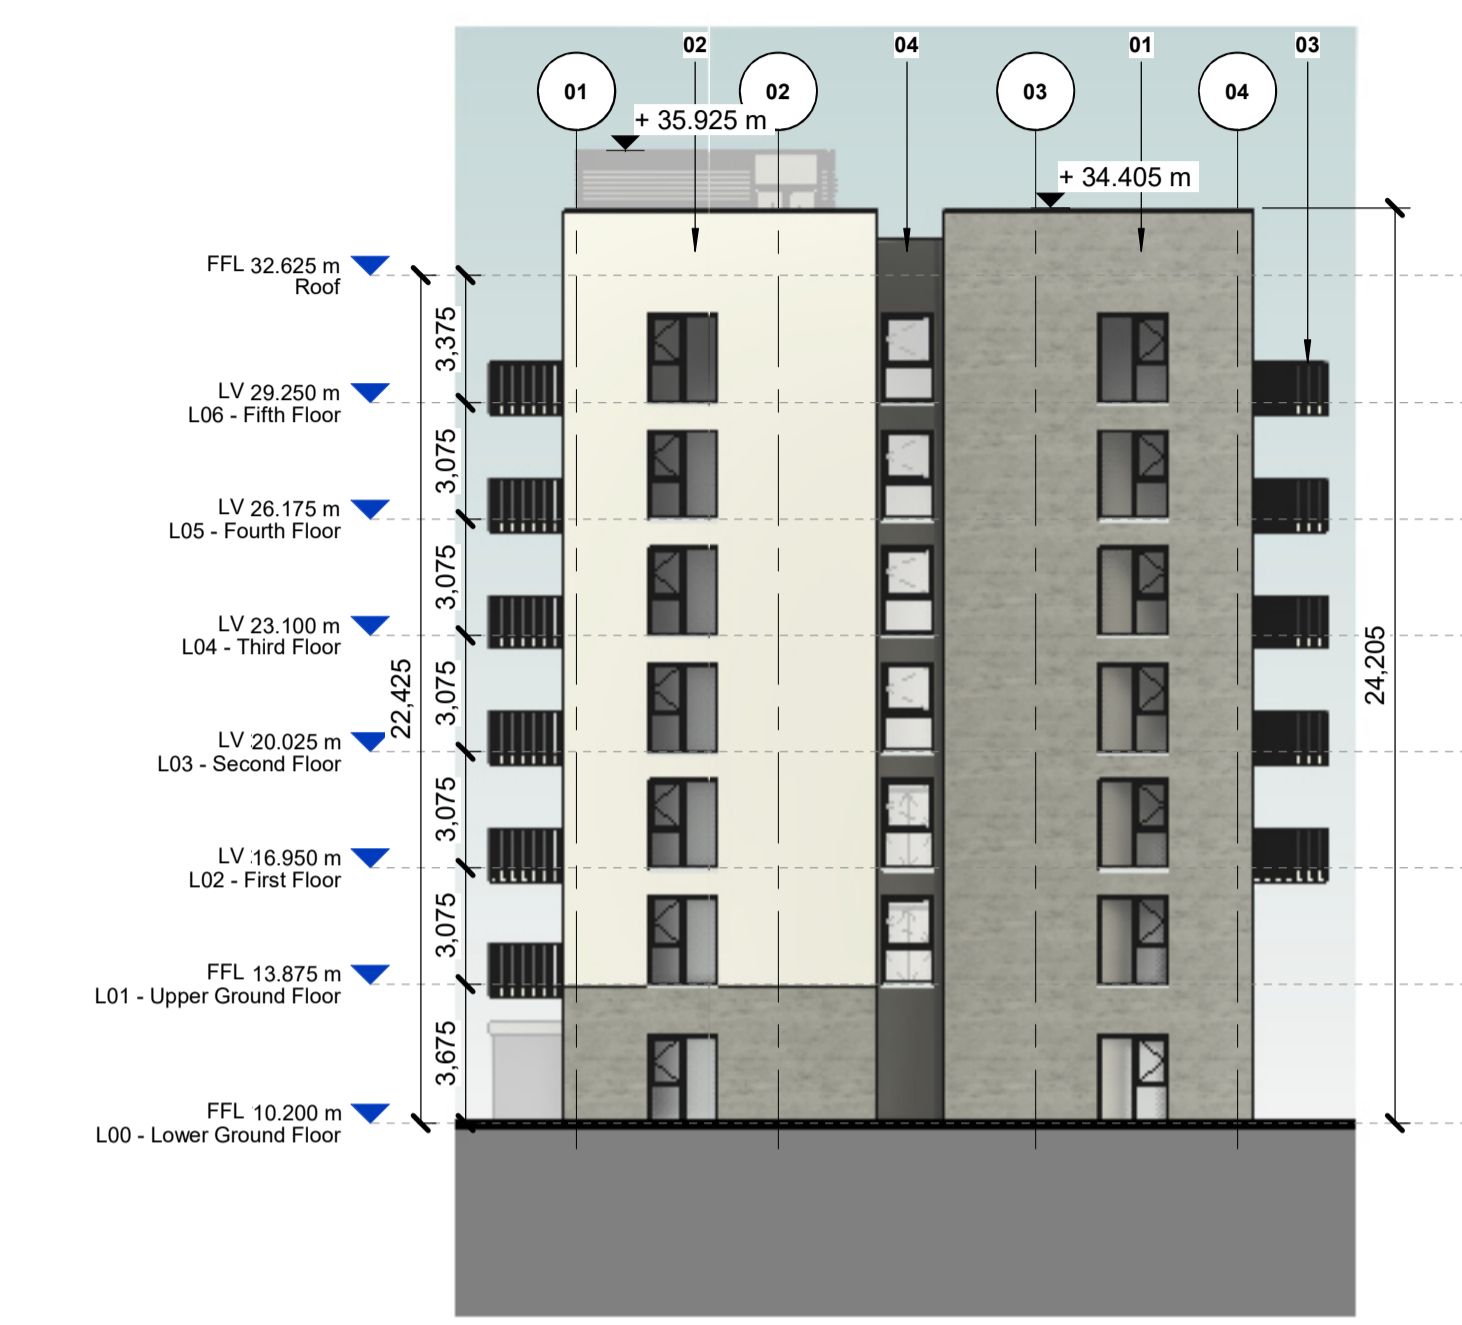 02
04
01
03
01
02
03
04
+ 35.925 m
+ 34.405 m
FFL 32.625 m
Roof
3,375
LV 29.250 m
L06 - Fifth Floor
3,075
LV 26.175 m
L05 - Fourth Floor
3,075
LV 23.100 m
L04 - Third Floor
22,425
3,075
24,205
LV 20.025 m
L03 - Second Floor
3,075
LV 16.950 m
L02 - First Floor
3,075
FFL 13.875 m
L01 - Upper Ground Floor
3,675
FFL 10.200 m
L00 - Lower Ground Floor